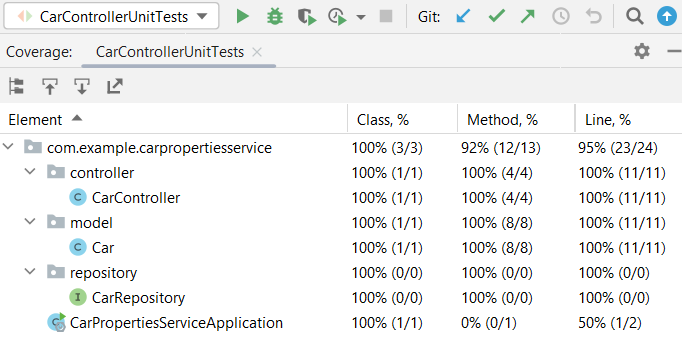 CarControllerUnitTests Git:
Coverage: CarControllerUnitTests
Element Class, % Method, % Line, %
com.example.carpropertiesservice 100% (3/3) 92% (12/13) 95% (23/24)
controller 100% (1/1) 100% (4/4) 100% (11/11)
C CarController 100% (1/1) 100% (4/4) 100% (11/11)
model 100% (1/1) 100% (8/8) 100% (11/11)
C Car 100% (1/1) 100% (8/8) 100% (11/11)
repository 100% (0/0) 100% (0/0) 100% (0/0)
I CarRepository 100% (0/0) 100% (0/0) 100% (0/0)
C CarPropertiesServiceApplication 100% (1/1) 0% (0/1) 50% (1/2)